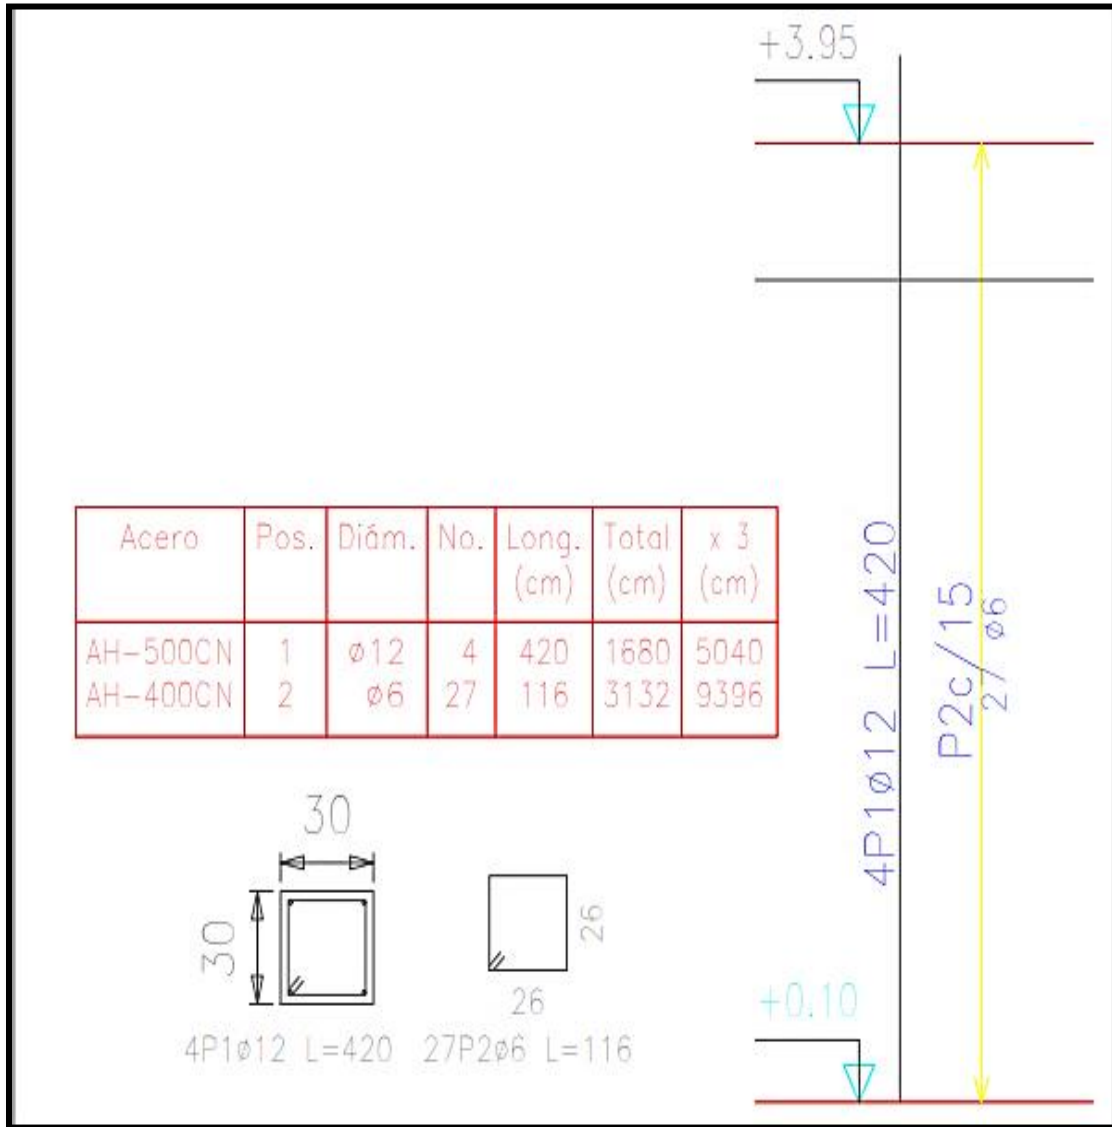 +3.95
Acero Pos. Diám. No. Long. (cm) Total (cm) x 3 (cm)
AH-500CN 1 ø12 4 420 1680 5040
AH-400CN 2 ø6 27 116 3132 9396
4P1ø12 L=420
P2c/15
2/ ø6
30
30
4P1ø12 L=420
26
26
27P2ø6 L=116
+0.10